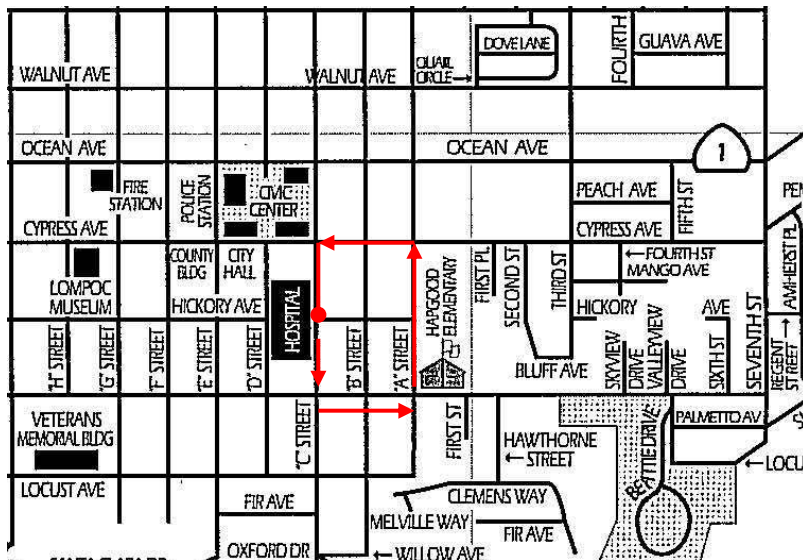 FOURTH
GUAVA AVE
DOVE LANE
QUAIL
CIRCLE →
WALNUT AVE
WALNUT AVE
OCEAN AVE
OCEAN AVE
1
FIRE
STATION
POLICE
STATION
CIVIC
CENTER
PEACH AVE
FIFTH ST
CYPRESS AVE
CYPRESS AVE
COUNTY
BLDG
CITY
HALL
LOMPOC
MUSEUM
HICKORY AVE
HOSPITAL
HAPGOOD
ELEMENTARY
FIRST PL
SECOND ST
THIRD ST
← FOURTH ST
MANGO AVE
HICKORY
AVE
AMHERST PL
"H" STREET
"G" STREET
"F" STREET
"E" STREET
"D" STREET
"B" STREET
"A" STREET
BLUFF AVE
SKYVIEW
DRIVE
VALLEYVIEW
DRIVE
SIXTH ST
SEVENTH ST
REGENT
STREET →
VETERANS
MEMORIAL BLDG
"C" STREET
FIRST ST
HAWTHORNE
← STREET
PALMETTO AV
BEATTIE DRIVE
LOCUST AVE
FIR AVE
CLEMENS WAY
MELVILLE WAY
FIR AVE
OXFORD DR
← WILLOW AVE